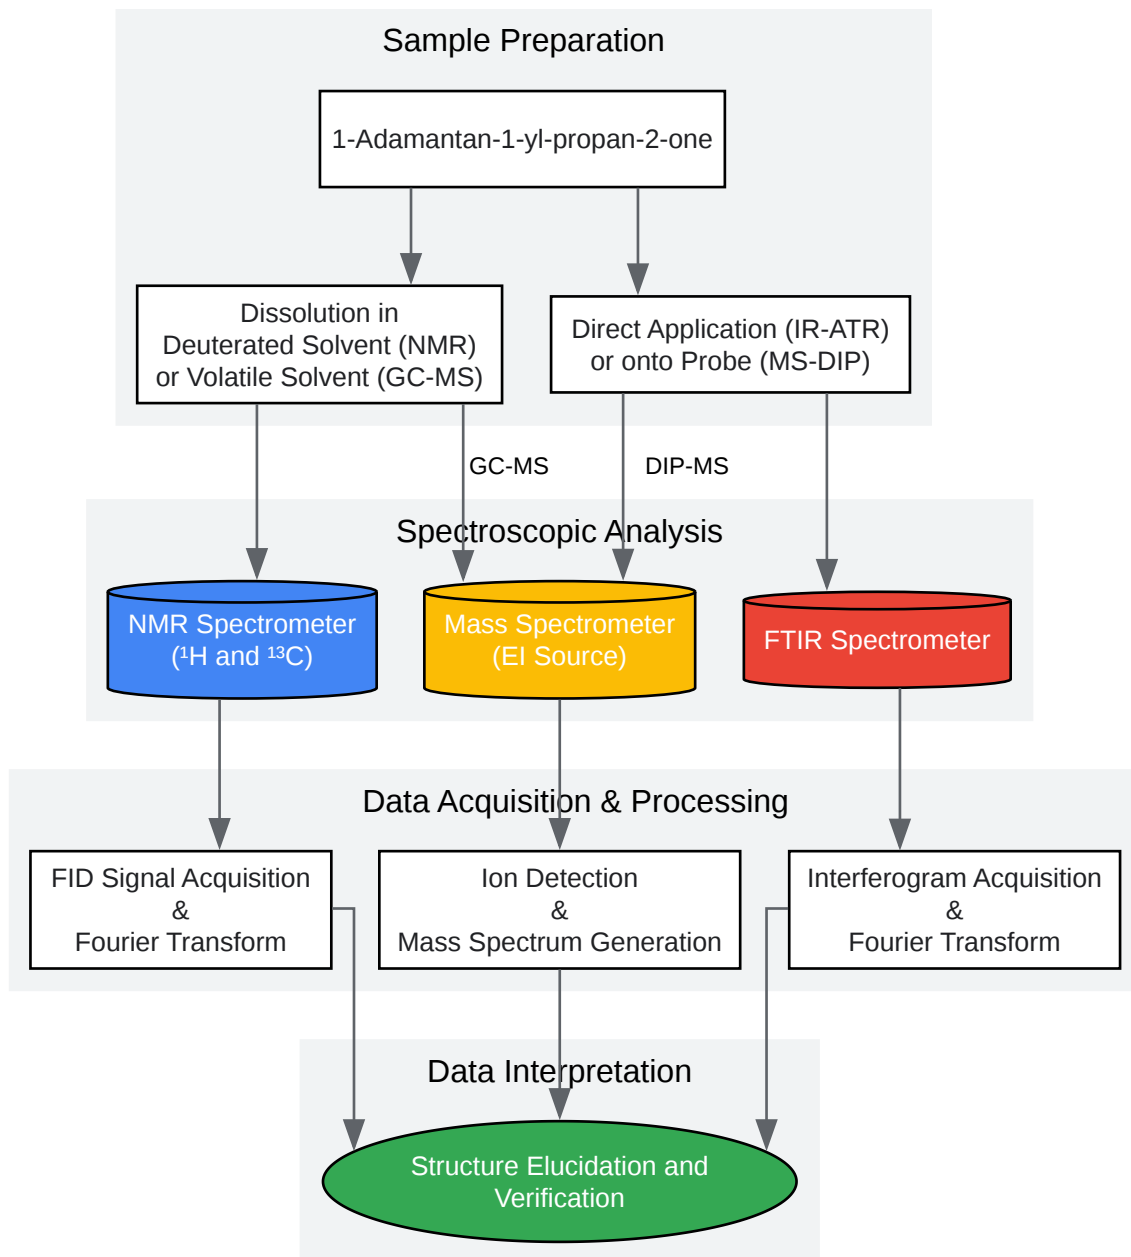 Sample Preparation
1-Adamantan-1-yl-propan-2-one
Dissolution in
Deuterated Solvent (NMR)
or Volatile Solvent (GC-MS)
Direct Application (IR-ATR)
or onto Probe (MS-DIP)
GC-MS
DIP-MS
Spectroscopic Analysis
NMR Spectrometer
(¹H and ¹³C)
Mass Spectrometer
(EI Source)
FTIR Spectrometer
Data Acquisition & Processing
FID Signal Acquisition
&
Fourier Transform
Ion Detection
&
Mass Spectrum Generation
Interferogram Acquisition
&
Fourier Transform
Data Interpretation
Structure Elucidation and
Verification